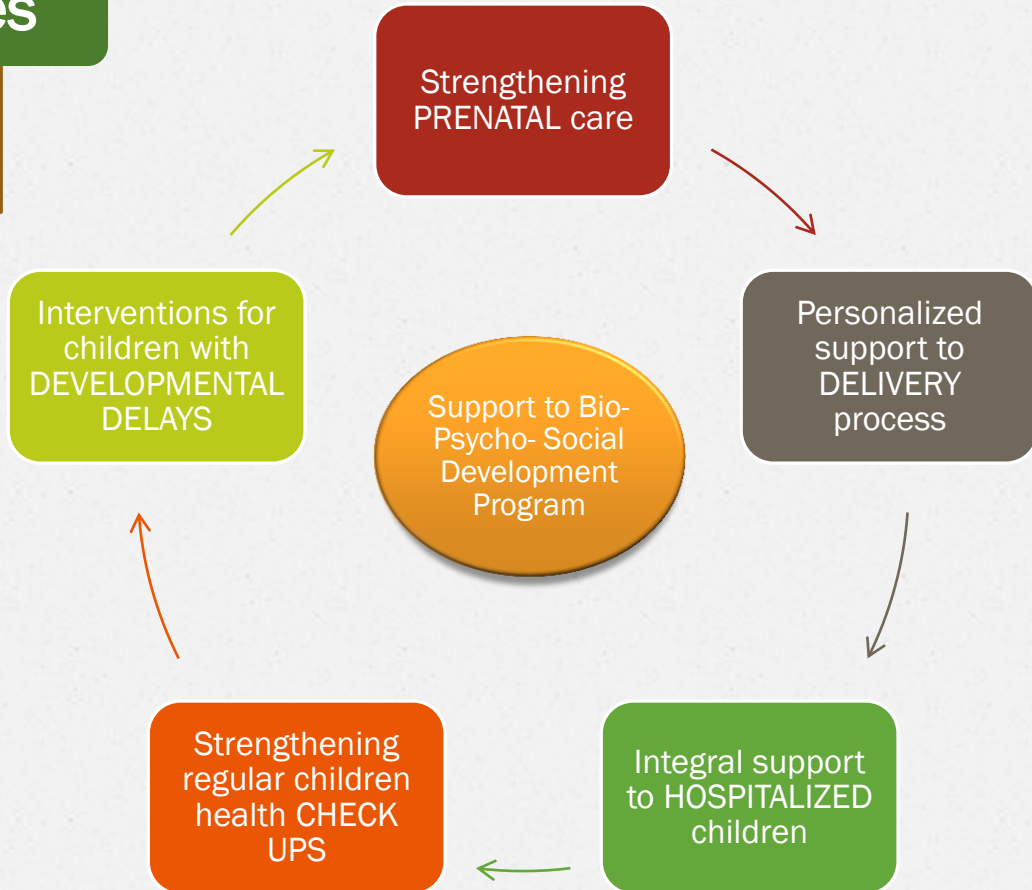 Strengthening
PRENATAL care
Personalized
support to
DELIVERY
process
Integral support
to HOSPITALIZED
children
Strengthening
regular children
health CHECK
UPS
Interventions for
children with
DEVELOPMENTAL
DELAYS
Support to Bio-
Psycho- Social
Development
Program